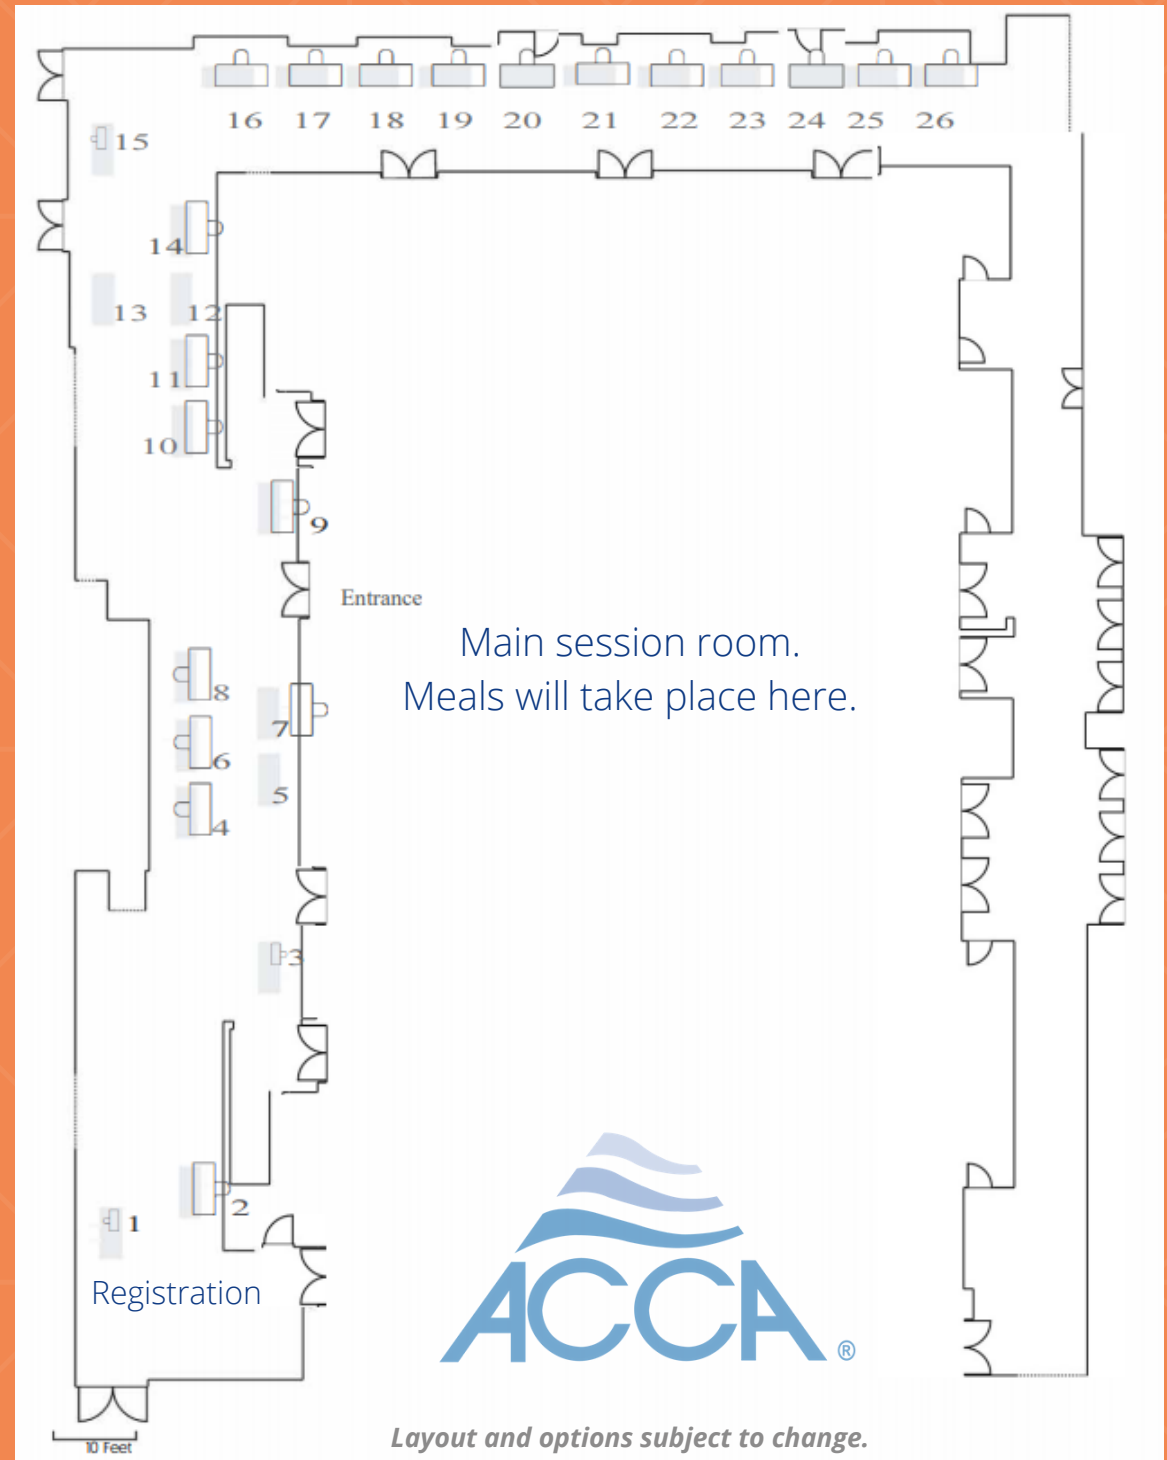 16 17 18 19 20 21 22 23 24 25 26
15
14
13 12
11
10
9
Entrance
Main session room.
Meals will take place here.
8
7
6
5
4
3
2
1
Registration
ACCA®
10 Feet
Layout and options subject to change.